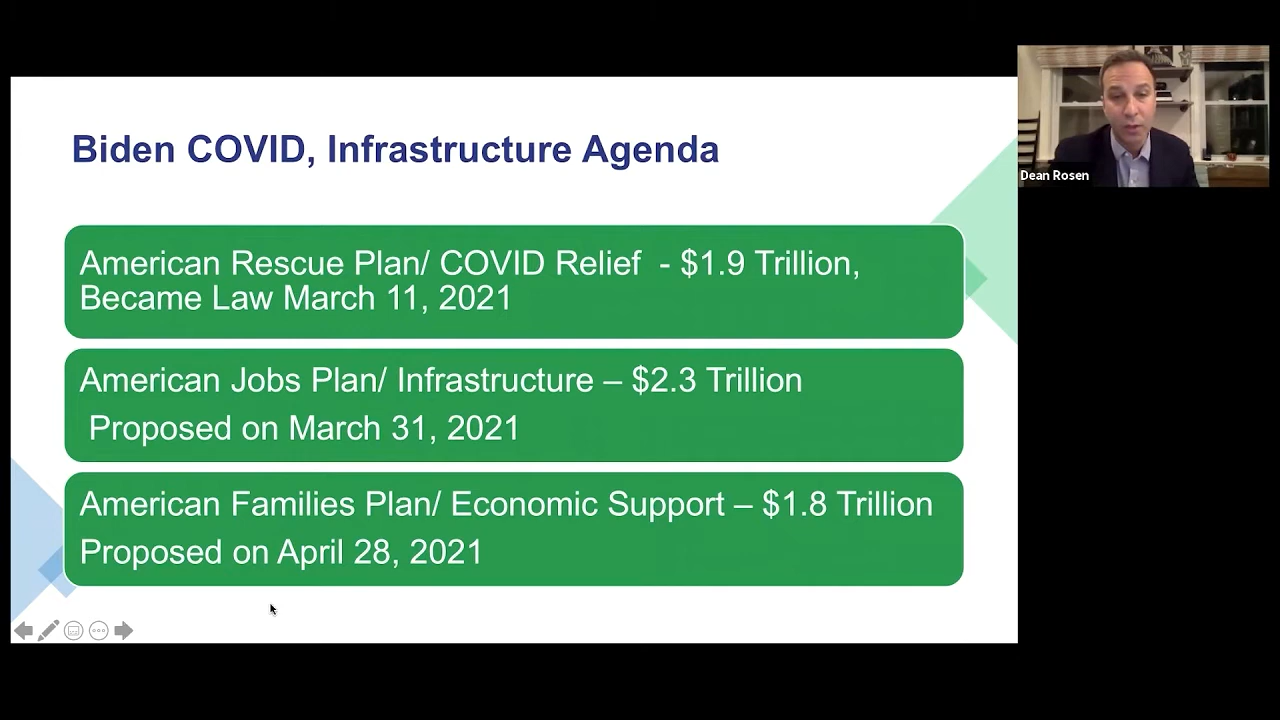 Biden COVID, Infrastructure Agenda
American Rescue Plan/ COVID Relief - $1.9 Trillion,
Became Law March 11, 2021
American Jobs Plan/ Infrastructure – $2.3 Trillion
Proposed on March 31, 2021
American Families Plan/ Economic Support – $1.8 Trillion
Proposed on April 28, 2021
Dean Rosen